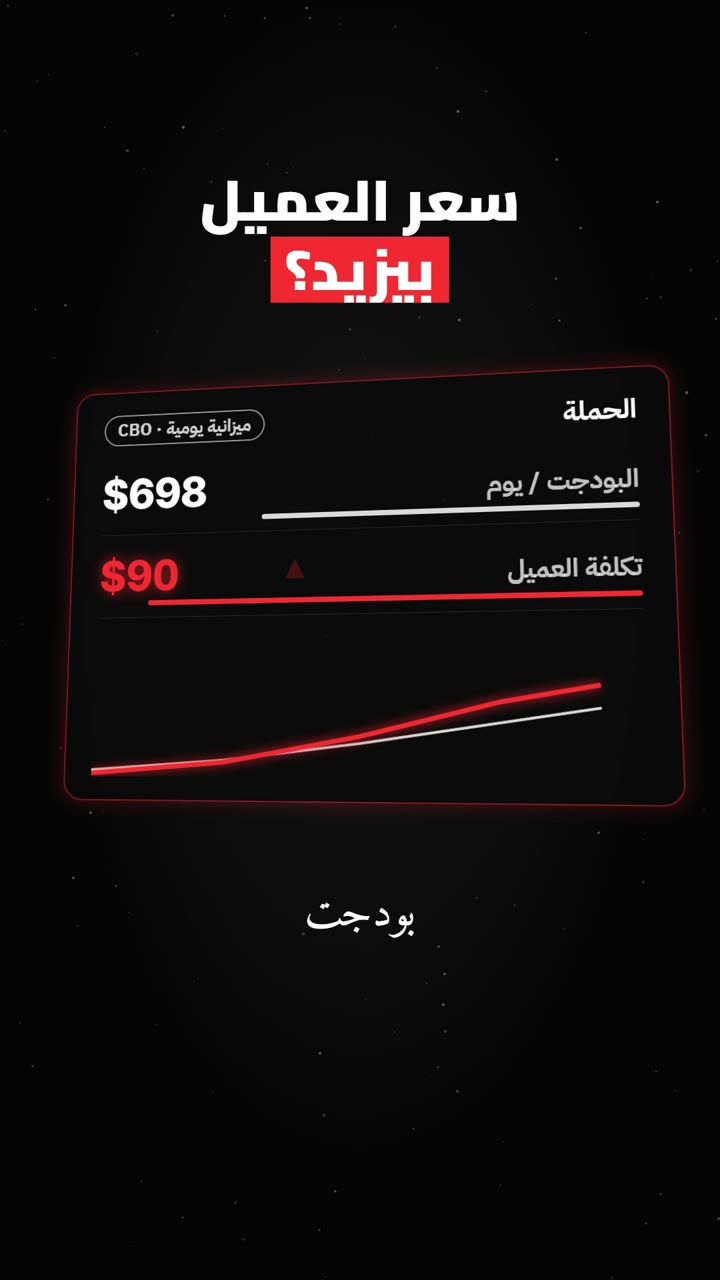 سعر العميل
بيزيد؟
الحملة
ميزانية يومية · CBO
البودجت / يوم
$698
تكلفة العميل
$90
بودجت